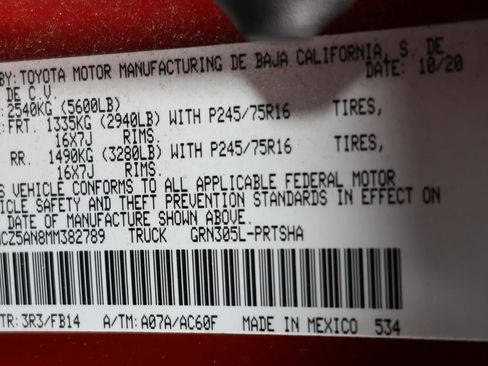 BY: TOYOTA MOTOR MANUFACTURING DE BAJA CALIFORNIA, S. DE
DE C.V. DATE: 10/20
2540KG (5600LB)
FRT. 1335KG (2940LB) WITH P245/75R16 TIRES,
16X7J RIMS.
RR. 1490KG (3280LB) WITH P245/75R16 TIRES,
16X7J RIMS.
S VEHICLE CONFORMS TO ALL APPLICABLE FEDERAL MOTOR
ICLE SAFETY AND THEFT PREVENTION STANDARDS IN EFFECT ON
DATE OF MANUFACTURE SHOWN ABOVE.
CZ5AN8MM382789 TRUCK GRN305L-PRTSHA
TR: 3R3/FB14 A/TM: A07A/AC60F MADE IN MEXICO 534